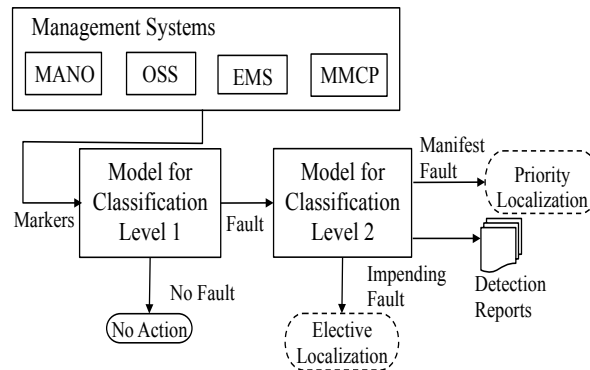 Management Systems
MANO
OSS
EMS
MMCP
Markers
Model for
Classification
Level 1
Fault
Model for
Classification
Level 2
Manifest
Fault
Priority
Localization
No Fault
No Action
Impending
Fault
Elective
Localization
Detection
Reports